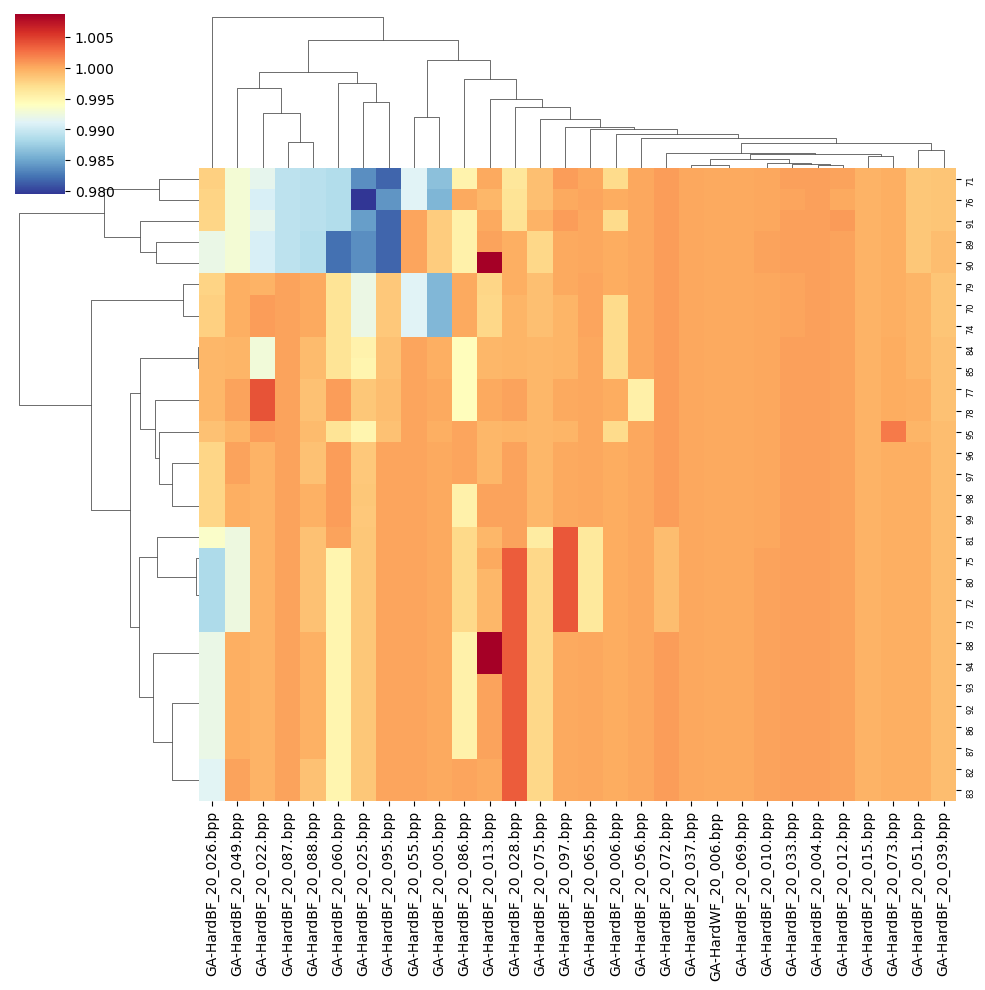 1.005
1.000
0.995
0.990
0.985
0.980
71
76
91
89
90
79
70
74
84
85
77
78
95
96
97
98
99
81
75
80
72
73
88
94
93
92
86
87
82
83
GA-HardBF_20_026.bpp
GA-HardBF_20_049.bpp
GA-HardBF_20_022.bpp
GA-HardBF_20_087.bpp
GA-HardBF_20_088.bpp
GA-HardBF_20_060.bpp
GA-HardBF_20_025.bpp
GA-HardBF_20_095.bpp
GA-HardBF_20_055.bpp
GA-HardBF_20_005.bpp
GA-HardBF_20_086.bpp
GA-HardBF_20_013.bpp
GA-HardBF_20_028.bpp
GA-HardBF_20_075.bpp
GA-HardBF_20_097.bpp
GA-HardBF_20_065.bpp
GA-HardBF_20_006.bpp
GA-HardBF_20_056.bpp
GA-HardBF_20_072.bpp
GA-HardBF_20_037.bpp
GA-HardWF_20_006.bpp
GA-HardBF_20_069.bpp
GA-HardBF_20_010.bpp
GA-HardBF_20_033.bpp
GA-HardBF_20_004.bpp
GA-HardBF_20_012.bpp
GA-HardBF_20_015.bpp
GA-HardBF_20_073.bpp
GA-HardBF_20_051.bpp
GA-HardBF_20_039.bpp